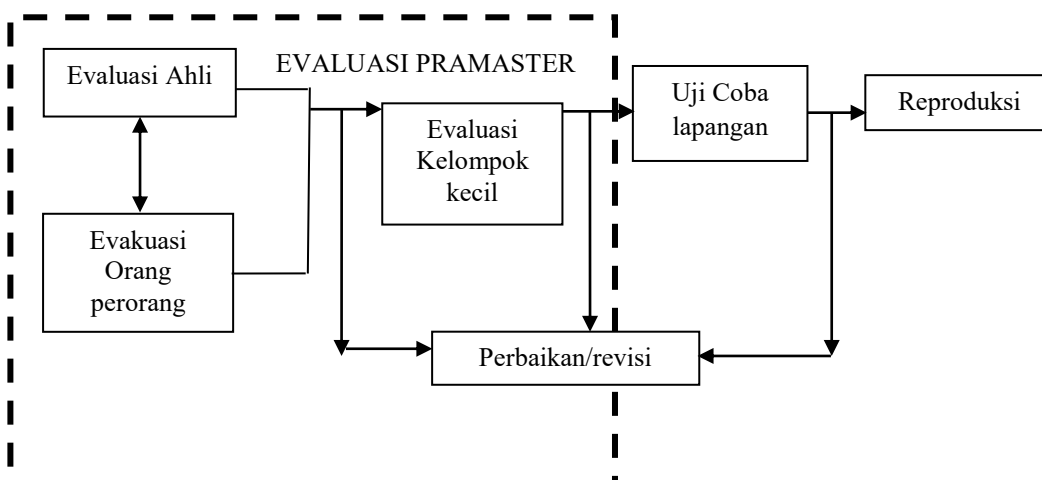 Evaluasi Ahli
EVALUASI PRAMASTER
Evaluasi
Kelompok
kecil
Uji Coba
lapangan
Reproduksi
Evakuasi
Orang
perorang
Perbaikan/revisi